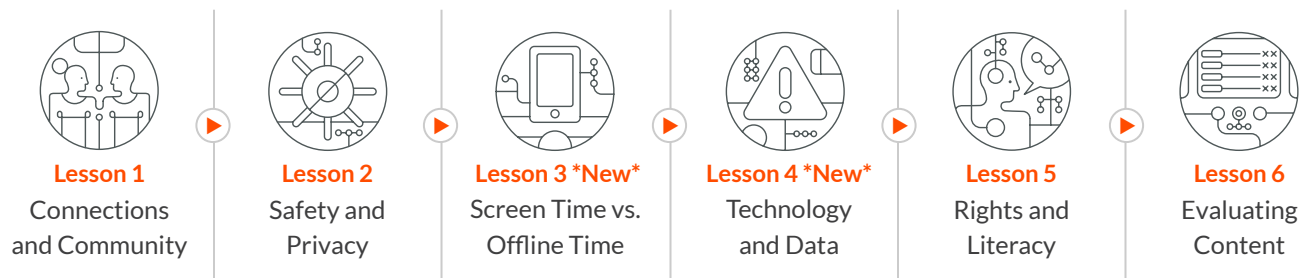 Lesson 1
Connections
and Community
Lesson 2
Safety and
Privacy
Lesson 3 *New*
Screen Time vs.
Offline Time
Lesson 4 *New*
Technology
and Data
Lesson 5
Rights and
Literacy
Lesson 6
Evaluating
Content